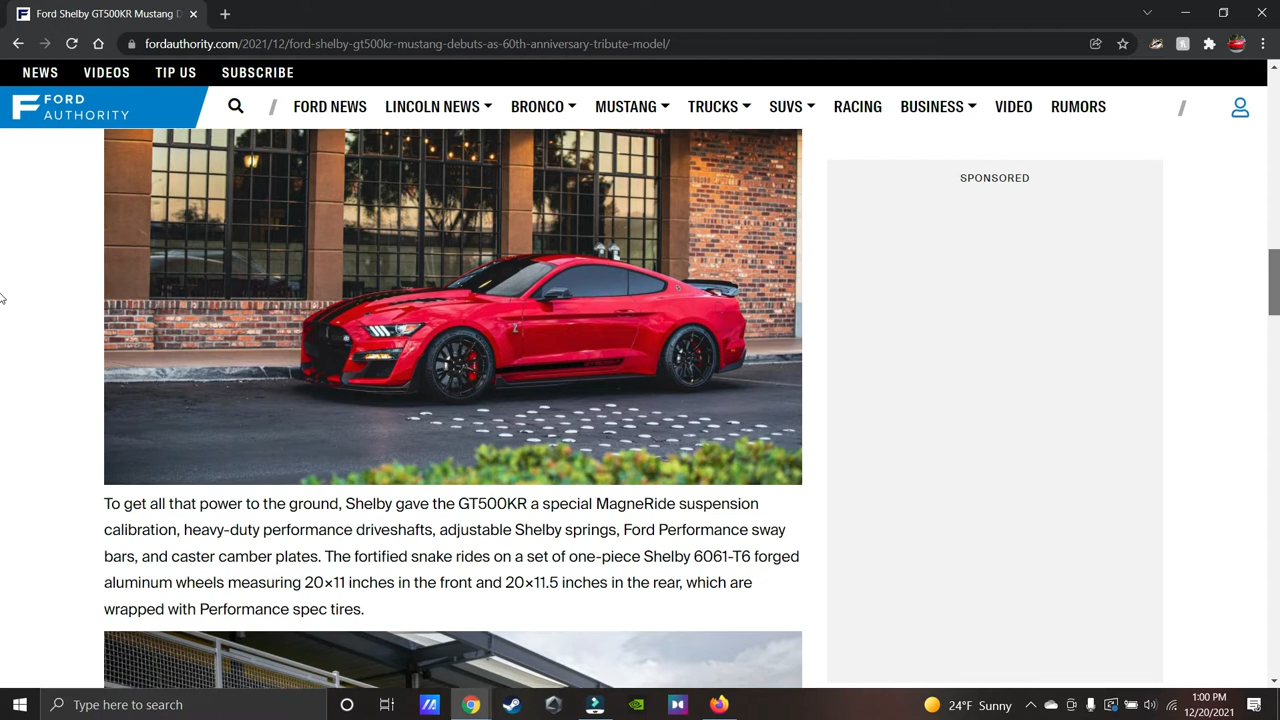 Ford Shelby GT500KR Mustang D
fordauthority.com/2021/12/ford-shelby-gt500kr-mustang-debuts-as-60th-anniversary-tribute-model/
NEWS VIDEOS TIP US SUBSCRIBE
FORD
AUTHORITY
/ FORD NEWS LINCOLN NEWS BRONCO MUSTANG TRUCKS SUVS RACING BUSINESS VIDEO RUMORS /
SPONSORED
To get all that power to the ground, Shelby gave the GT500KR a special MagneRide suspension
calibration, heavy-duty performance driveshafts, adjustable Shelby springs, Ford Performance sway
bars, and caster camber plates. The fortified snake rides on a set of one-piece Shelby 6061-T6 forged
aluminum wheels measuring 20×11 inches in the front and 20×11.5 inches in the rear, which are
wrapped with Performance spec tires.
Type here to search
24°F Sunny
1:00 PM
12/20/2021